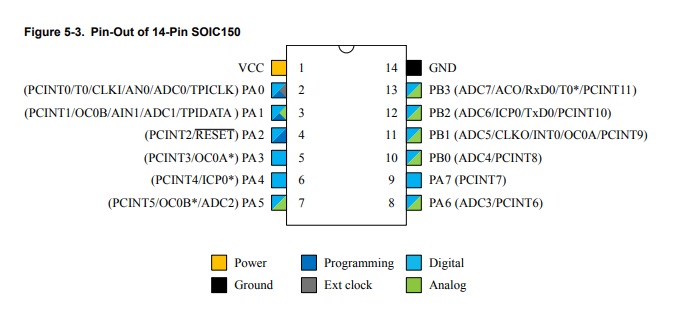 Figure 5-3. Pin-Out of 14-Pin SOIC150
VCC 1 14 GND
(PCINT0/T0/CLKI/AN0/ADC0/TPICLK) PA0 2 13 PB3 (ADC7/ACO/RxD0/T0*/PCINT11)
(PCINT1/OC0B/AIN1/ADC1/TPIDATA ) PA1 3 12 PB2 (ADC6/ICP0/TxD0/PCINT10)
(PCINT2/RESET) PA2 4 11 PB1 (ADC5/CLKO/INT0/OC0A/PCINT9)
(PCINT3/OC0A*) PA3 5 10 PB0 (ADC4/PCINT8)
(PCINT4/ICP0*) PA4 6 9 PA7 (PCINT7)
(PCINT5/OC0B*/ADC2) PA5 7 8 PA6 (ADC3/PCINT6)
Power Programming Digital
Ground Ext clock Analog